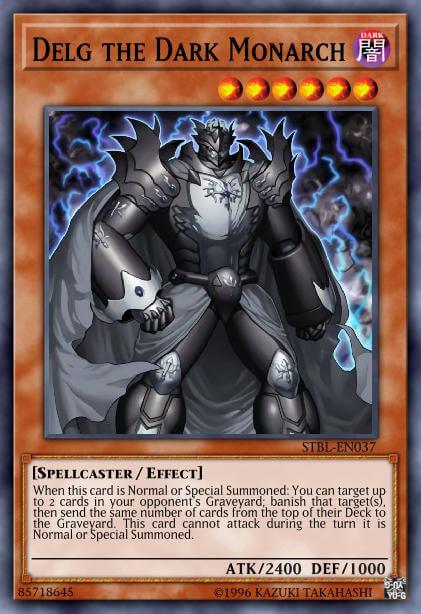 Delg the Dark Monarch
DARK
闇
STBL-EN037
[Spellcaster / Effect]
When this card is Normal or Special Summoned: You can target up
to 2 cards in your opponent's Graveyard; banish that target(s),
then send the same number of cards from the top of their Deck to
the Graveyard. This card cannot attack during the turn it is
Normal or Special Summoned.
ATK/2400 DEF/1000
85718645
©1996 KAZUKI TAKAHASHI